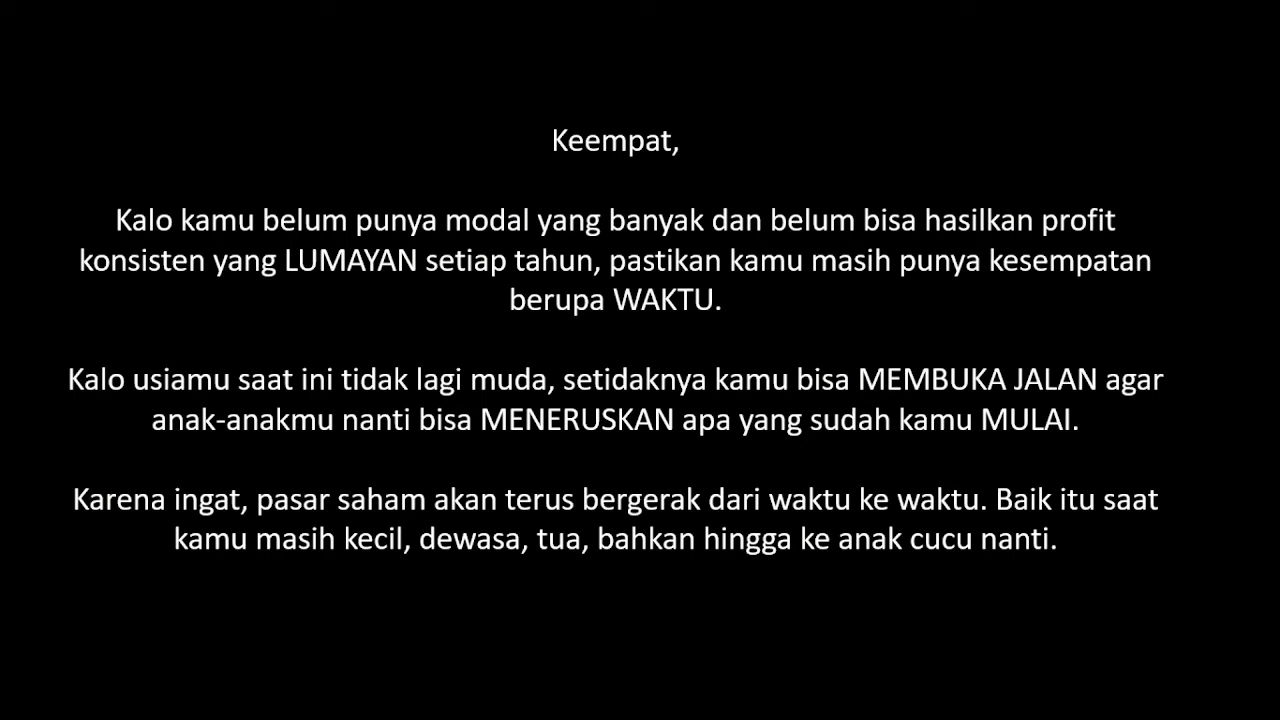 Keempat,
Kalo kamu belum punya modal yang banyak dan belum bisa hasilkan profit
konsisten yang LUMAYAN setiap tahun, pastikan kamu masih punya kesempatan
berupa WAKTU.
Kalo usiamu saat ini tidak lagi muda, setidaknya kamu bisa MEMBUKA JALAN agar
anak-anakmu nanti bisa MENERUSKAN apa yang sudah kamu MULAI.
Karena ingat, pasar saham akan terus bergerak dari waktu ke waktu. Baik itu saat
kamu masih kecil, dewasa, tua, bahkan hingga ke anak cucu nanti.